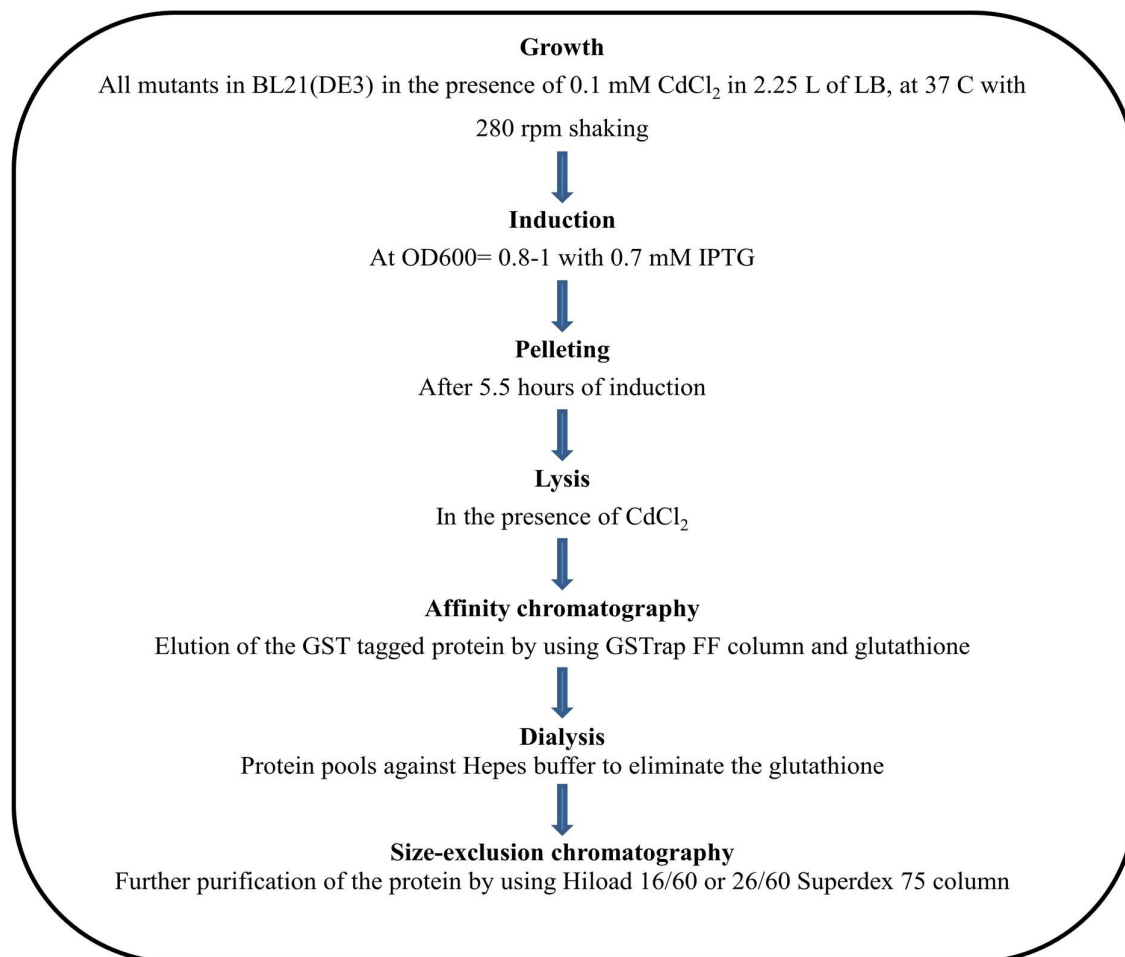 Growth
All mutants in BL21(DE3) in the presence of 0.1 mM CdCl₂ in 2.25 L of LB, at 37 C with
280 rpm shaking
Induction
At OD600= 0.8-1 with 0.7 mM IPTG
Pelleting
After 5.5 hours of induction
Lysis
In the presence of CdCl₂
Affinity chromatography
Elution of the GST tagged protein by using GSTrap FF column and glutathione
Dialysis
Protein pools against Hepes buffer to eliminate the glutathione
Size-exclusion chromatography
Further purification of the protein by using Hiload 16/60 or 26/60 Superdex 75 column